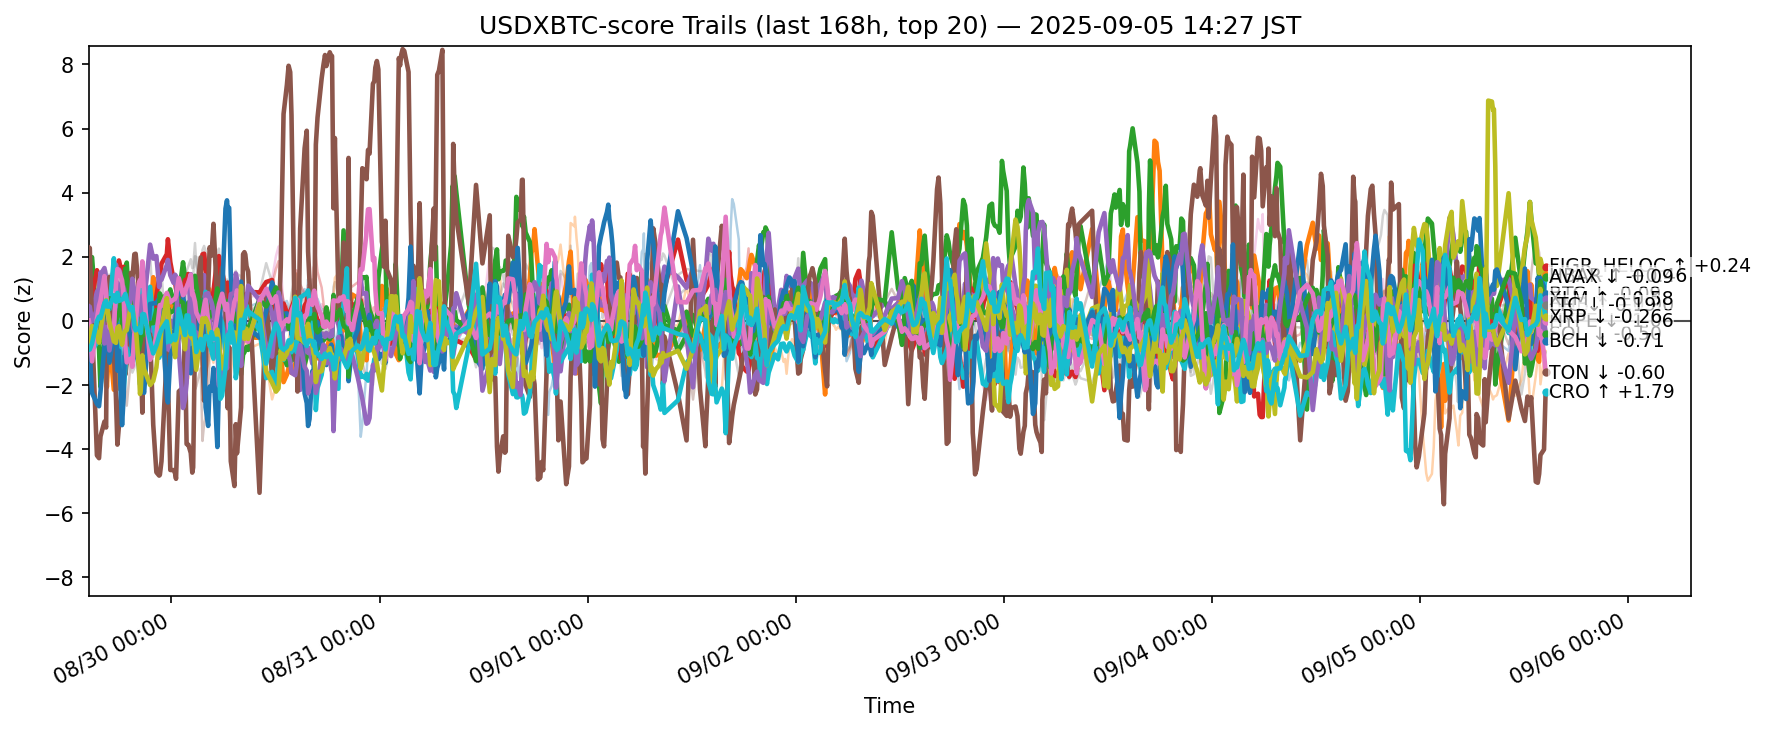 USDXBTC-score Trails (last 168h, top 20) — 2025-09-05 14:27 JST
Score (z)
8
6
4
2
0
−2
−4
−6
−8
FIGR_HELOC ↑ +0.24
AVAX ↓ -0.09
XRP ↓ -0.26
BCH ↓ -0.71
TON ↓ -0.60
CRO ↑ +1.79
08/30 00:00
08/31 00:00
09/01 00:00
09/02 00:00
09/03 00:00
09/04 00:00
09/05 00:00
09/06 00:00
Time